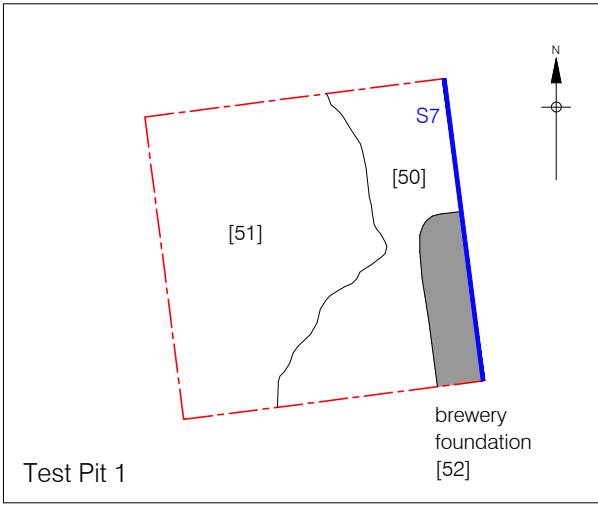 N
S7
[50]
[51]
brewery
foundation
[52]
Test Pit 1